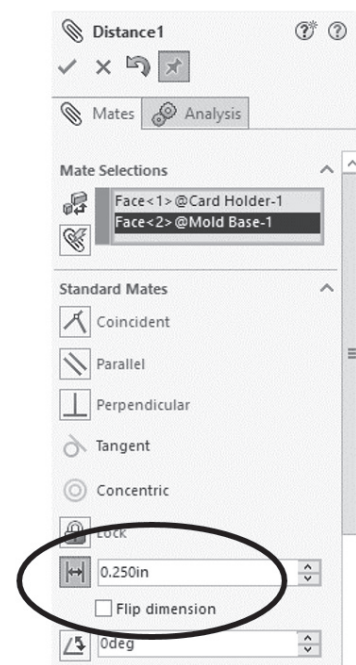 Distance1
Mates Analysis
Mate Selections
Face<1>@Card Holder-1
Face<2>@Mold Base-1
Standard Mates
Coincident
Parallel
Perpendicular
Tangent
Concentric
Lock
0.250in
Flip dimension
0deg